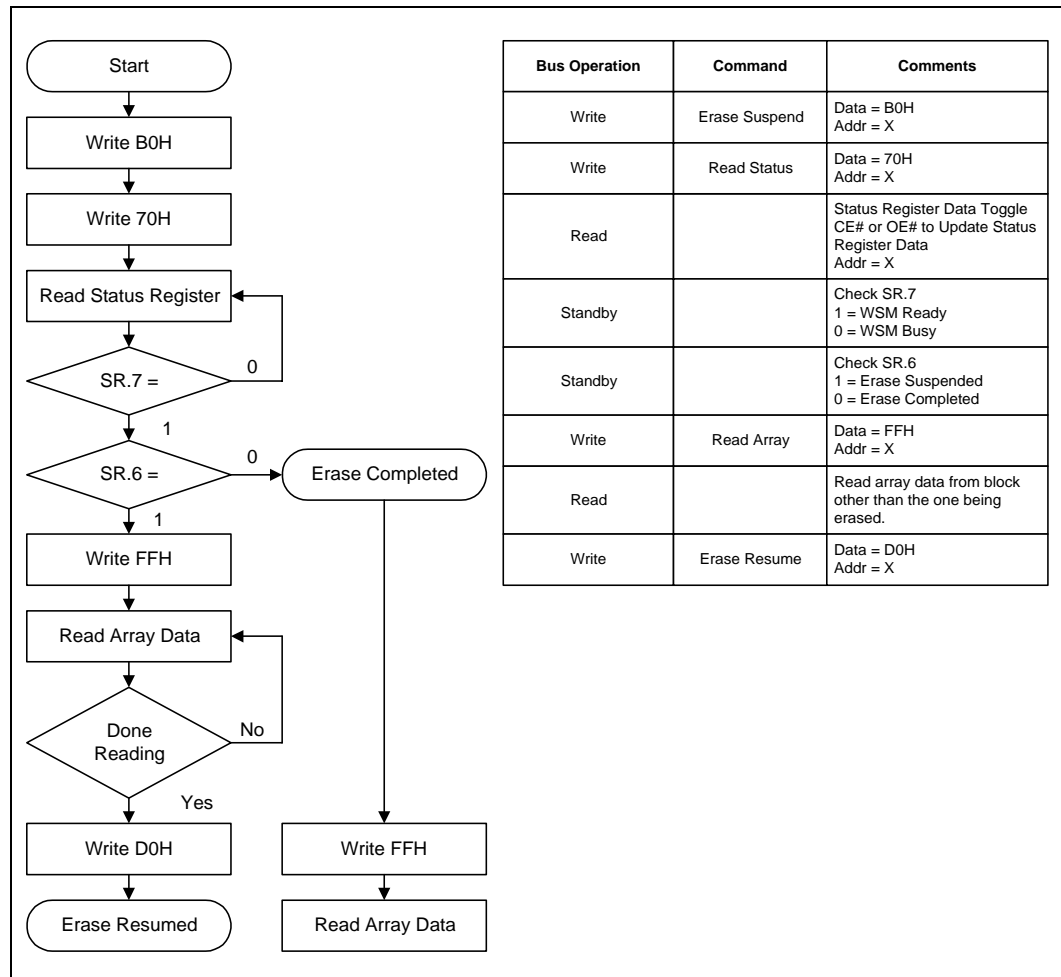 Start
Write B0H
Write 70H
Read Status Register
SR.7 =
0
1
SR.6 =
0
Erase Completed
1
Write FFH
Read Array Data
Done
Reading
No
Yes
Write D0H
Write FFH
Erase Resumed
Read Array Data
Bus Operation Command Comments
Write Erase Suspend Data = B0H
Addr = X
Write Read Status Data = 70H
Addr = X
Read Status Register Data Toggle
CE# or OE# to Update Status
Register Data
Addr = X
Standby Check SR.7
1 = WSM Ready
0 = WSM Busy
Standby Check SR.6
1 = Erase Suspended
0 = Erase Completed
Write Read Array Data = FFH
Addr = X
Read Read array data from block
other than the one being
erased.
Write Erase Resume Data = D0H
Addr = X